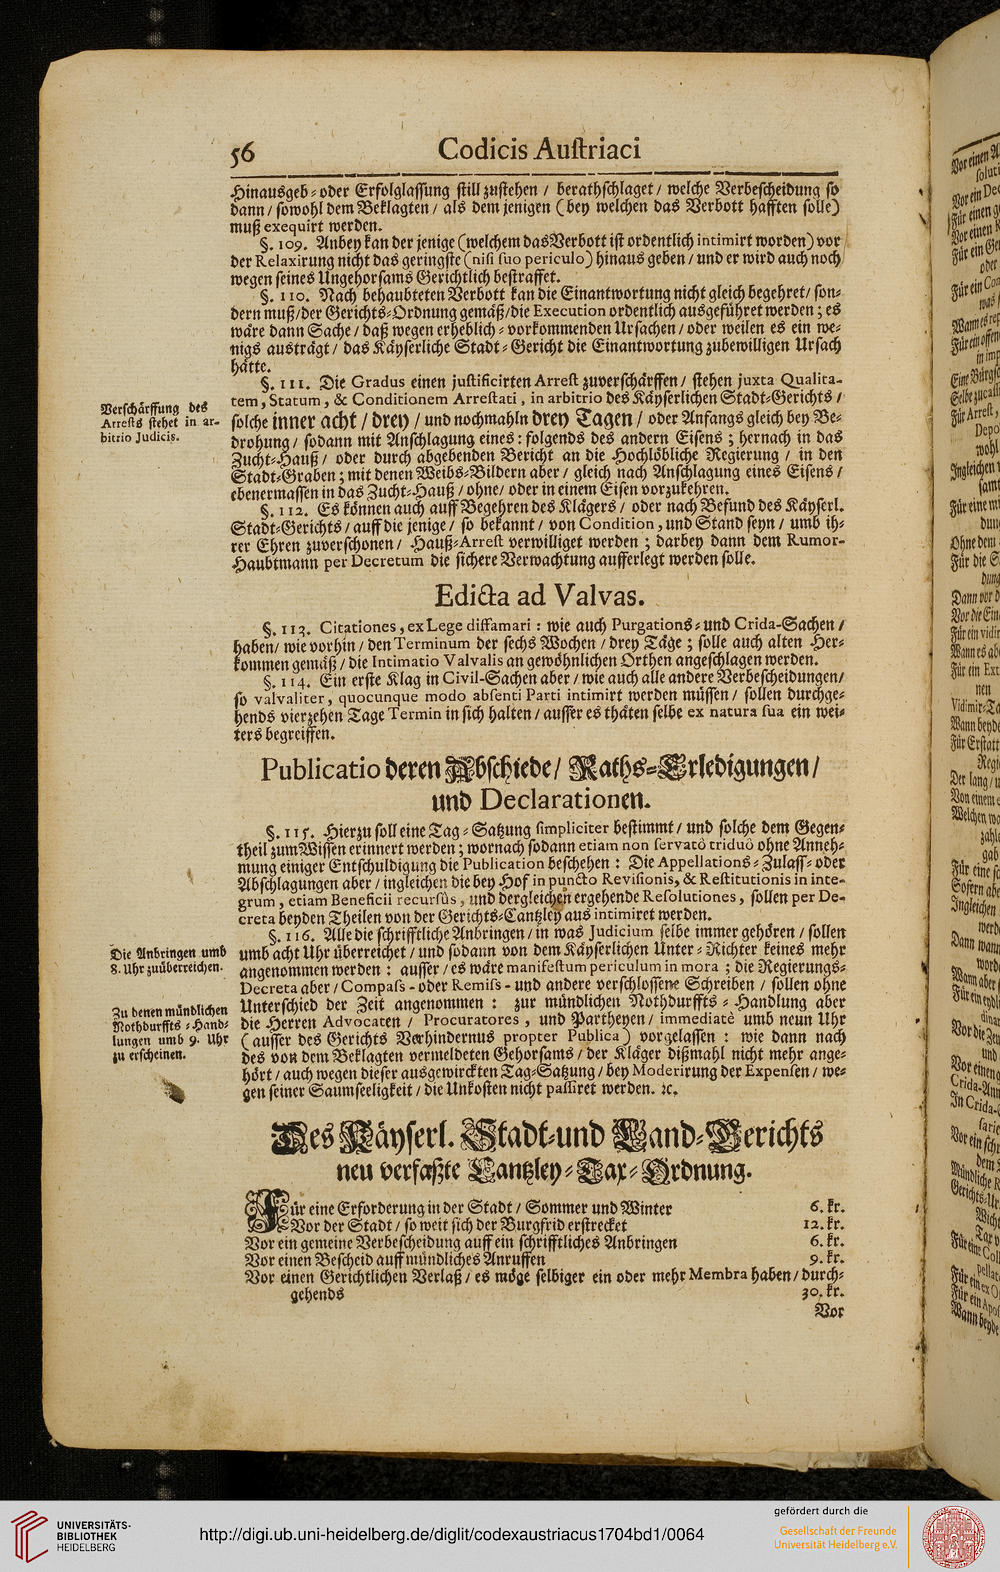 56 Codicis Austriaci
Hinausgeb- oder Erfolglassung still zustehen / berathschlaget / welche Verbescheidung so
dann / sowohl dem Beklagten / als dem jenigen (bey welchen das Verbott hafften solle)
muß exequirt werden.
§. 109. Anbey kan der jenige (welchem das Verbott ist ordentlich intimirt worden) vor
der Relaxirung nicht das geringste (nisi suo periculo) hinaus geben / und er wird auch noch
wegen seines Ungehorsams Gerichtlich bestraffet.
§. 110. Nach behaubteten Verbott kan die Einantwortung nicht gleich begehret / son-
dern muß / der Gerichts-Ordnung gemäß / die Execution ordentlich ausgeführet werden ; es
wäre dann Sache / daß wegen erheblich-vorkommenden Ursachen / oder weilen es ein we-
nigs austrägt / das Käyserliche Stadt-Gericht die Einantwortung zubewilligen Ursach
hätte.
§. 111. Die Gradus einen justificirten Arrest zuverschärffen / stehen juxta Qualita-
tem, Statum, & Conditionem Arrestati, in arbitrio des Käyserlichen Stadt-Gerichts /
solche inner acht / drey / und nochmahln drey Tagen / oder Anfangs gleich bey Be-
drohung / sodann mit Anschlagung eines: folgends des andern Eisens ; hernach in das
Zucht-Hauß / oder durch abgebenden Bericht an die Hochlöbliche Regierung / in den
Stadt-Graben ; mit denen Weibs-Bildern aber / gleich nach Anschlagung eines Eisens /
ebenermassen in das Zucht-Hauß / ohne / oder in einem Eisen vorzukehren.
Verschärffung des
Arrests stehet in ar-
bitrio Judicis.
§. 112. Es können auch auff Begehren des Klägers / oder nach Befund des Käyserl.
Stadt-Gerichts / auff die jenige / so bekannt / von Condition, und Stand seyn / umb ih-
rer Ehren zuverschonen / Hauß-Arrest verwilliget werden ; darbey dann dem Rumor-
Haubtmann per Decretum die sichere Verwachtung aufferlegt werden solle.
Edicta ad Valvas.
§. 113. Citationes, ex Lege diffamari : wie auch Purgations- und Crida-Sachen /
haben / wie vorhin / den Terminum der sechs Wochen / drey Täge ; solle auch alten Her-
kommen gemäß / die Intimatio Valvalis an gewöhnlichen Orthen angeschlagen werden.
§. 114. Ein erste Klag in Civil-Sachen aber / wie auch alle andere Verbescheidungen /
so valvaliter, quocunque modo absenti Parti intimirt werden müssen / sollen durchge-
hends vierzehen Tage Termin in sich halten / ausser es thäten selbe ex natura sua ein wei-
ters begreiffen.
Publicatio deren Abschiede / Raths-Erledigungen /
und Declarationen.
§. 115. Hierzu soll eine Tag-Satzung simpliciter bestimmt / und solche dem Gegen-
theil zum Wissen erinnert werden ; wornach sodann etiam non servatò triduò ohne Anneh-
mung einiger Entschuldigung die Publication beschehen : Die Appellations-Zulass- oder
Abschlagungen aber / ingleichen die bey Hof in puncto Revisionis, & Restitutionis in inte-
grum, etiam Beneficii recursûs, und dergleichen ergehende Resolutiones, sollen per De-
creta beyden Theilen von der Gerichts-Cantzley aus intimiret werden.
§. 116. Alle die schrifftliche Anbringen / in was Judicium selbe immer gehören / sollen
umb acht Uhr überreichet / und sodann von dem Käyserlichen Unter-Richter keines mehr
angenommen werden : ausser / es wäre manifestum periculum in mora ; die Regierungs-
Decreta aber / Compass- oder Remiss- und andere verschlossene Schreiben / sollen ohne
Unterschied der Zeit angenommen : zur mündlichen Nothdurffts-Handlung aber
die Herren Advocaten / Procuratores, und Partheyen / immediatè umb neun Uhr
(ausser des Gerichts Verhindernus propter Publica) vorgelassen : wie dann nach
des von dem Beklagten vermeldeten Gehorsams / der Kläger dißmahl nicht mehr ange-
hört / auch wegen dieser ausgewirckten Tag-Satzung / bey Moderirung der Expensen / we-
gen seiner Saumseeligkeit / die Unkosten nicht passiret werden. ꝛc.
Die Anbringen umb
8. Uhr zuüberreichen.
Zu denen mündlichen
Nothdurffts-Hand-
lungen umb 9. Uhr
zu erscheinen.
Des Käyserl. Stadt- und Land-Gerichts
neu verfaßte Cantzley-Tax-Ordnung.
Für eine Erforderung in der Stadt / Sommer und Winter 6. kr.
Vor der Stadt / so weit sich der Burgfrid erstrecket 12. kr.
Vor ein gemeine Verbescheidung auff ein schrifftliches Anbringen 6. kr.
Vor einen Bescheid auff mündliches Anruffen 9. kr.
Vor einen Gerichtlichen Verlaß / es möge selbiger ein oder mehr Membra haben / durch-
gehends 30. kr.
Vor
UNIVERSITÄTS-
BIBLIOTHEK
HEIDELBERG
http://digi.ub.uni-heidelberg.de/diglit/codexaustriacus1704bd1/0064
gefördert durch die
Gesellschaft der Freunde
Universität Heidelberg e.V.